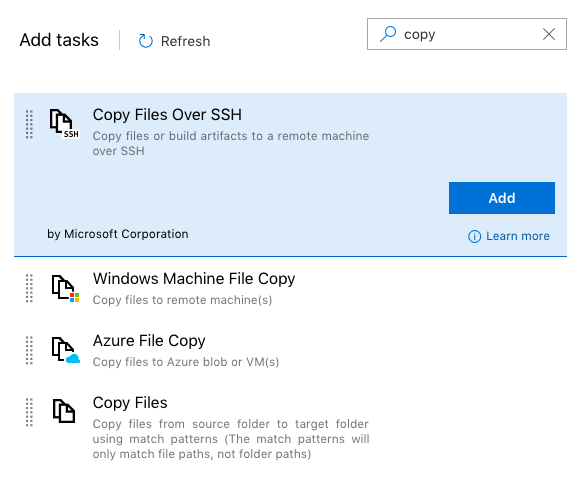 Add tasks
Refresh
copy
Copy Files Over SSH
SSH
Copy files or build artifacts to a remote machine
over SSH
Add
by Microsoft Corporation
Learn more
Windows Machine File Copy
Copy files to remote machine(s)
Azure File Copy
Copy files to Azure blob or VM(s)
Copy Files
Copy files from source folder to target folder
using match patterns (The match patterns will
only match file paths, not folder paths)